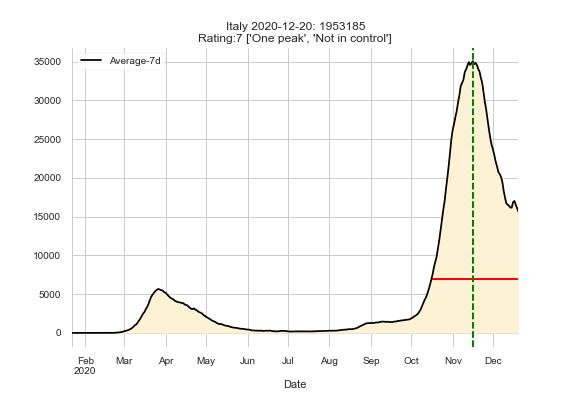 Italy 2020-12-20: 1953185
Rating:7 ['One peak', 'Not in control']
Average-7d
35000
30000
25000
20000
15000
10000
5000
0
Feb Mar Apr May Jun Jul Aug Sep Oct Nov Dec
2020
Date